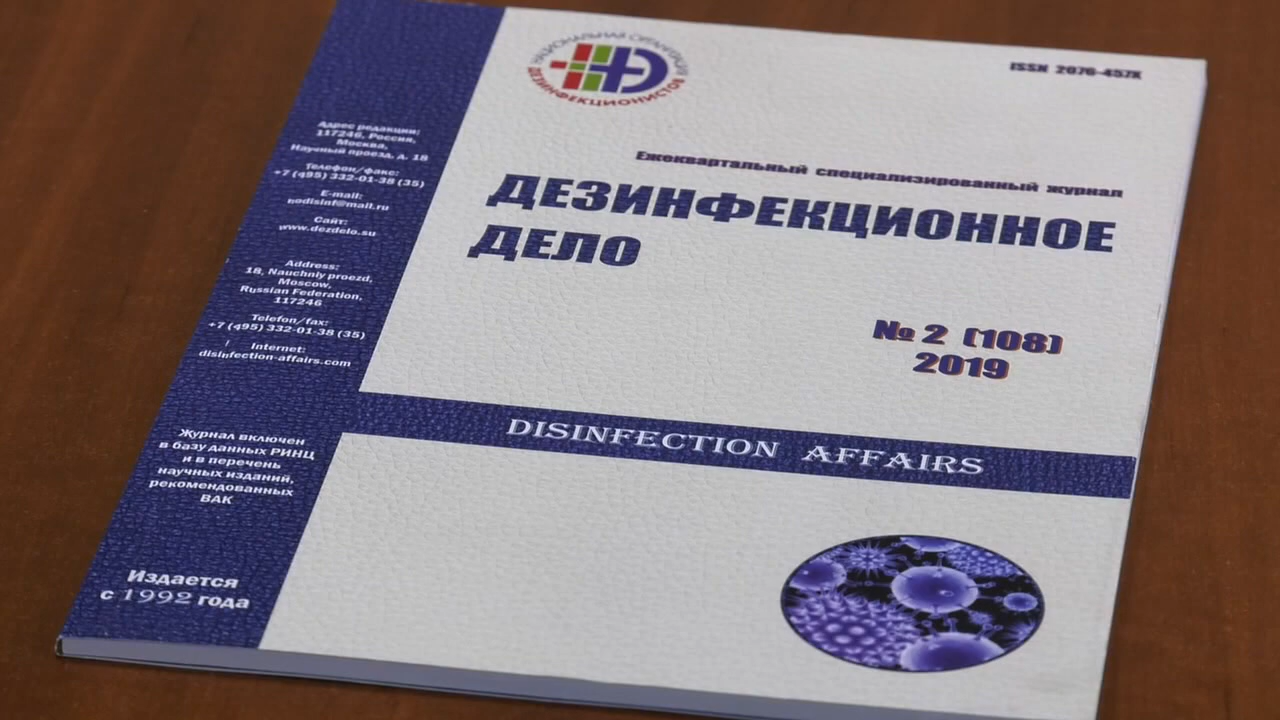 НАЦИОНАЛЬНАЯ ОРГАНИЗАЦИЯ
ДЕЗИНФЕКЦИОНИСТОВ
ISSN 2076-457X
Ежеквартальный специализированный журнал
ДЕЗИНФЕКЦИОННОЕ
ДЕЛО
№ 2 (108)
2019
DISINFECTION AFFAIRS
Адрес редакции:
117246, Россия,
Москва,
Научный проезд, д. 18
Телефон/факс:
+7 (495) 332-01-38 (35)
E-mail:
nodisinf@mail.ru
Сайт:
www.dezdelo.su
Address:
18, Nauchniy proezd,
Moscow,
Russian Federation,
117246
Telefon/fax:
+7 (495) 332-01-38 (35)
Internet:
disinfection-affairs.com
Журнал включен
в базу данных РИНЦ
и в перечень
научных изданий,
рекомендованных
ВАК
Издается
с 1992 года